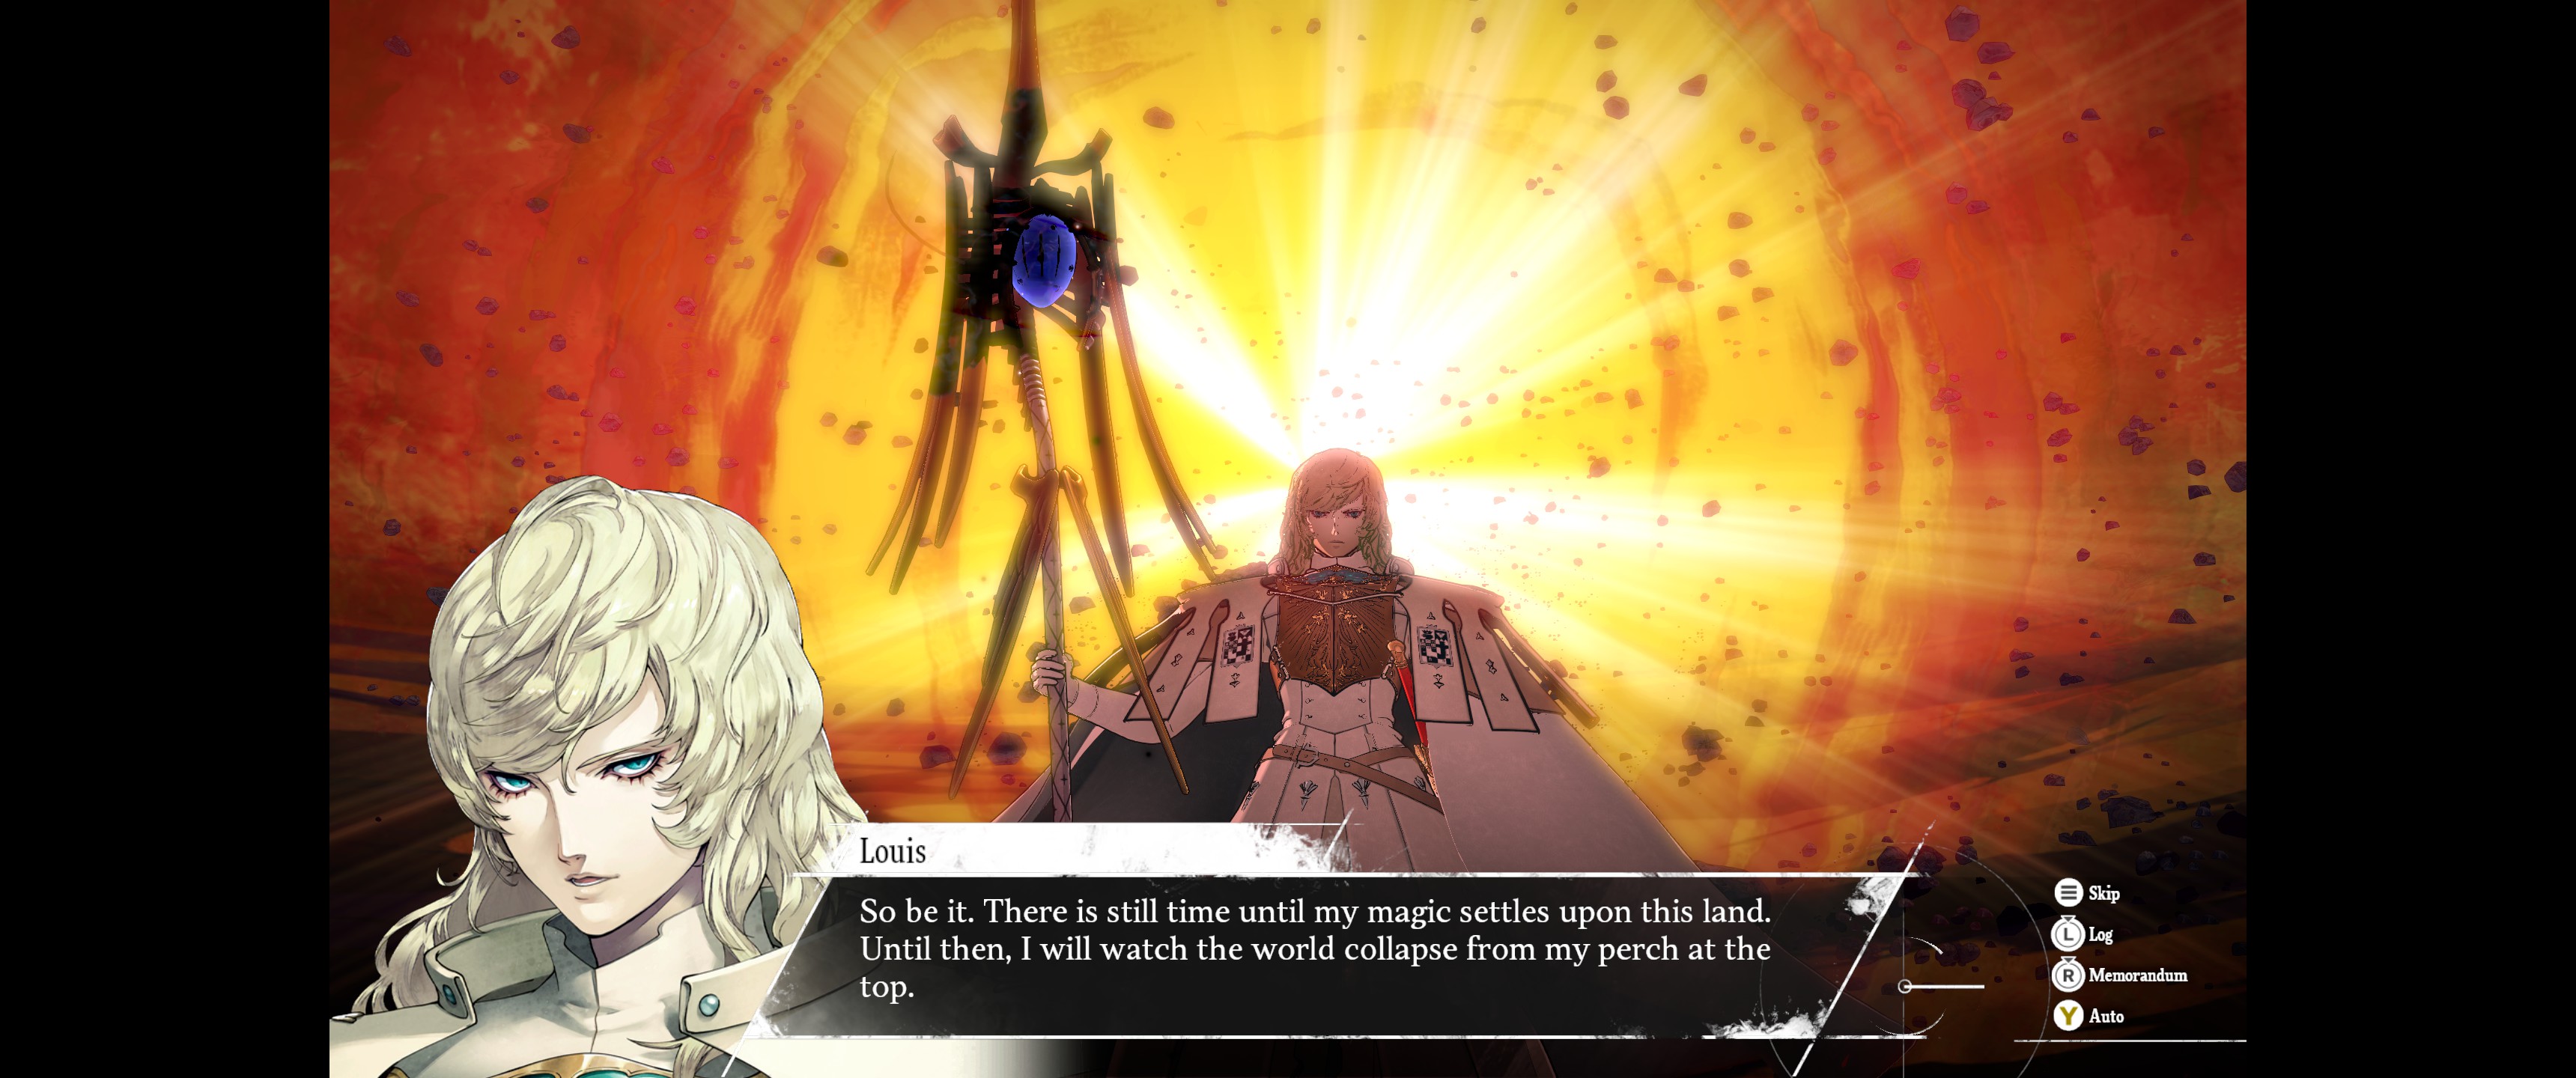 Louis
So be it. There is still time until my magic settles upon this land.
Until then, I will watch the world collapse from my perch at the
top.
Skip
L Log
R Memorandum
Y Auto